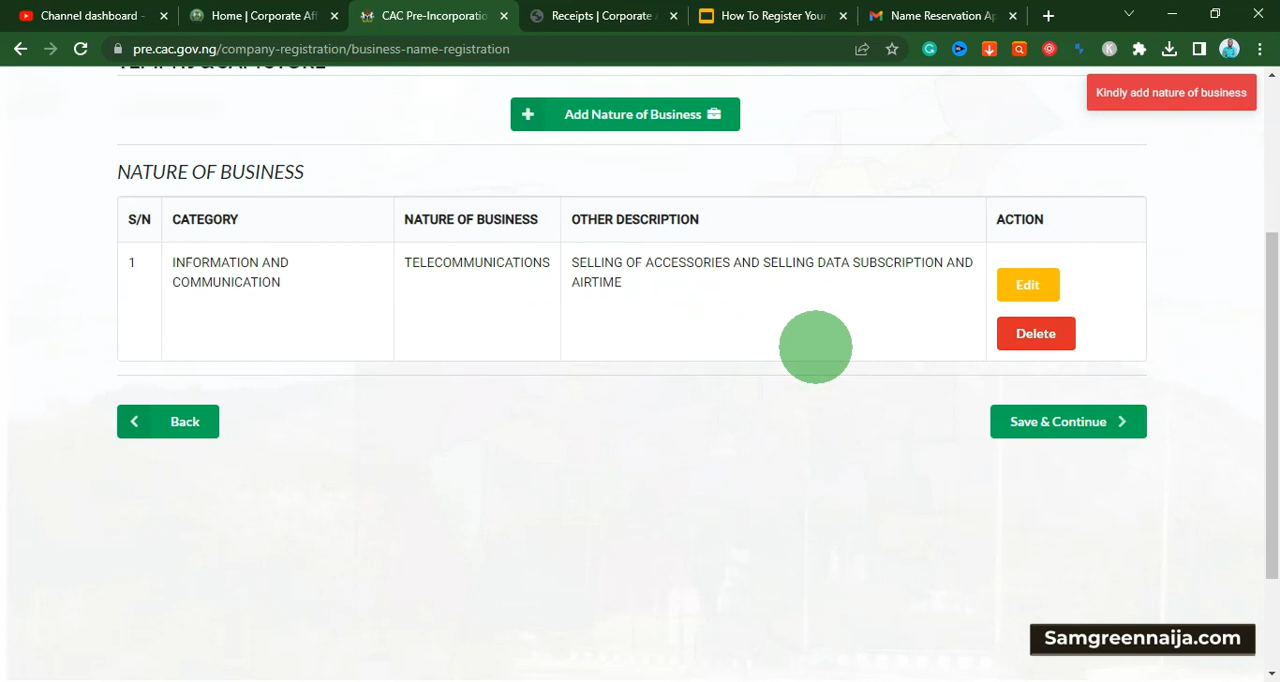 Channel dashboard -
Home | Corporate Aff
CAC Pre-Incorporatio
Receipts | Corporate A
How To Register Your
Name Reservation Ap
pre.cac.gov.ng/company-registration/business-name-registration
Kindly add nature of business
Add Nature of Business
NATURE OF BUSINESS
S/N CATEGORY NATURE OF BUSINESS OTHER DESCRIPTION ACTION
1 INFORMATION AND COMMUNICATION TELECOMMUNICATIONS SELLING OF ACCESSORIES AND SELLING DATA SUBSCRIPTION AND AIRTIME
Edit
Delete
Back
Save & Continue
Samgreennaija.com